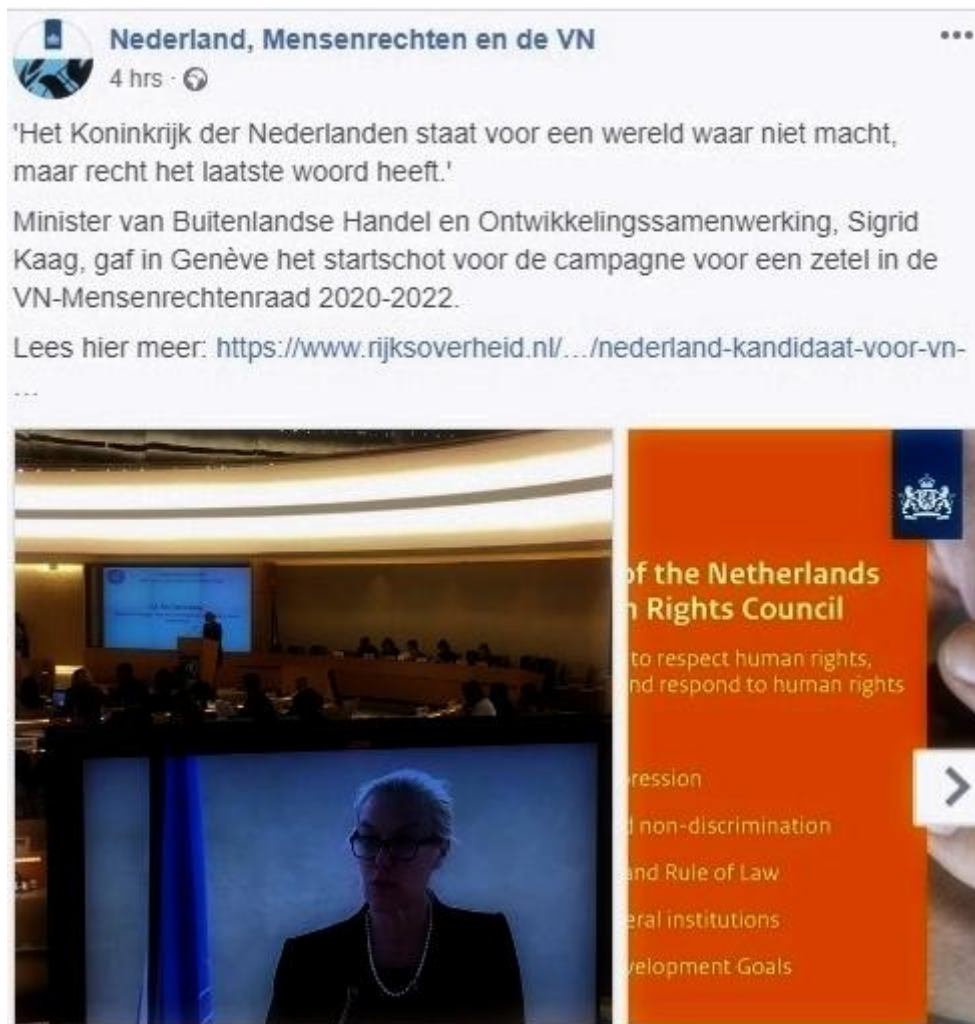 Nederland, Mensenrechten en de VN
4 hrs ·
'Het Koninkrijk der Nederlanden staat voor een wereld waar niet macht,
maar recht het laatste woord heeft.'
Minister van Buitenlandse Handel en Ontwikkelingssamenwerking, Sigrid
Kaag, gaf in Genève het startschot voor de campagne voor een zetel in de
VN-Mensenrechtenraad 2020-2022.
Lees hier meer: https://www.rijksoverheid.nl/…/nederland-kandidaat-voor-vn-
…
of the Netherlands
Rights Council
to respect human rights,
respond to human rights
non-discrimination
and Rule of Law
institutions
Goals